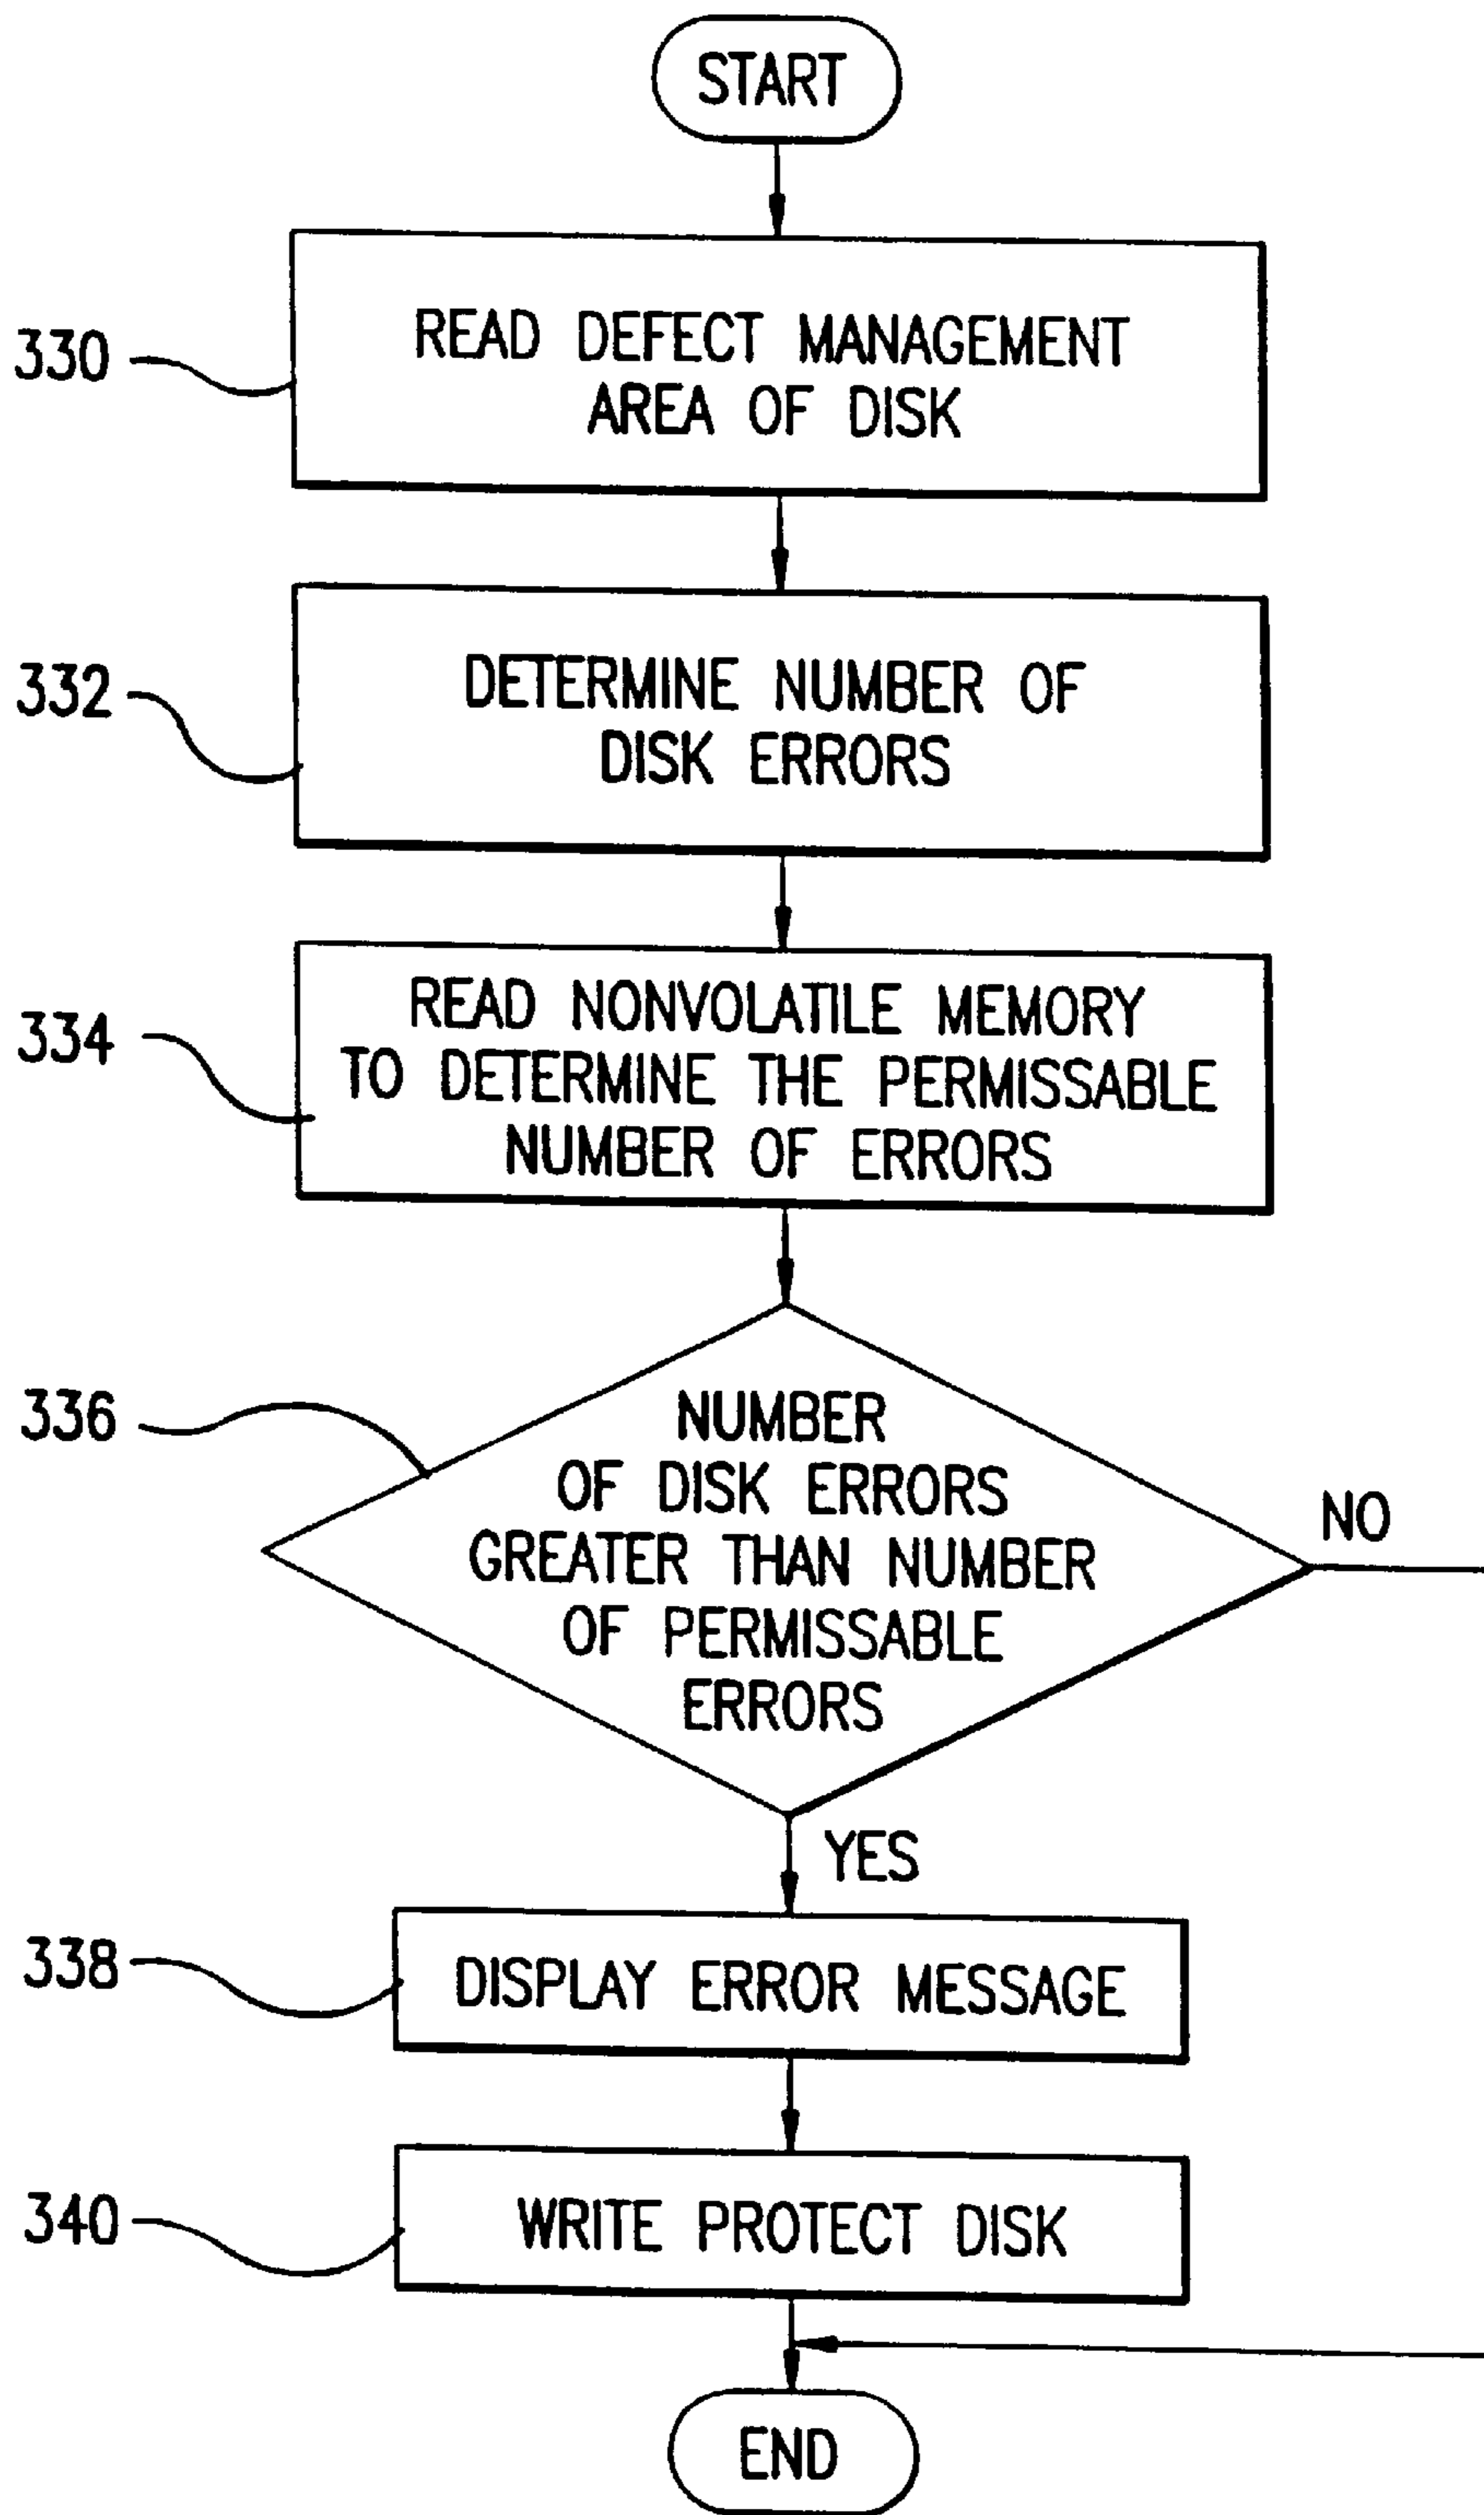 START
330
READ DEFECT MANAGEMENT
AREA OF DISK
332
DETERMINE NUMBER OF
DISK ERRORS
334
READ NONVOLATILE MEMORY
TO DETERMINE THE PERMISSABLE
NUMBER OF ERRORS
336
NUMBER
OF DISK ERRORS
GREATER THAN NUMBER
OF PERMISSABLE
ERRORS
NO
YES
338
DISPLAY ERROR MESSAGE
340
WRITE PROTECT DISK
END